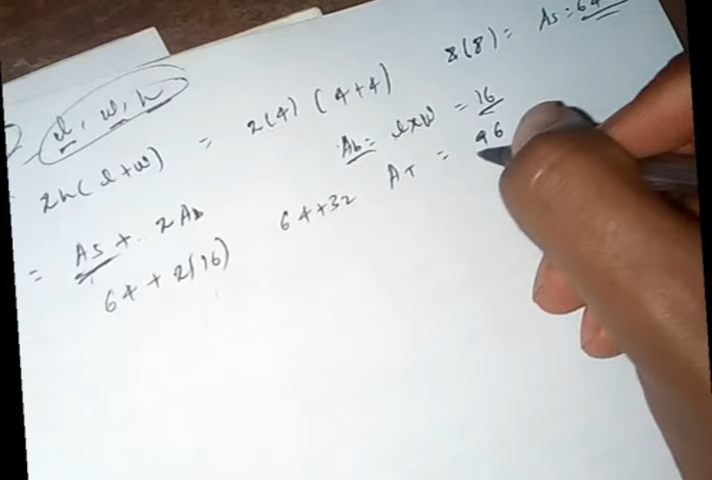 l, w, h
2h(l+w) = 2(4) (4+4) 8(8) = As = 64
Ab = l×w = 16
= As + 2Ab 64+32 AT = 96
64 + 2(16)